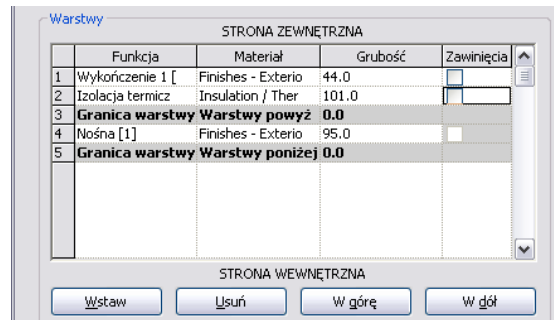 Warstwy
STRONA ZEWNĘTRZNA
Funkcja Materiał Grubość Zawinięcia
1 Wykończenie 1 [ Finishes - Exterio 44.0
2 Izolacja termicz Insulation / Ther 101.0
3 Granica warstwy Warstwy powyż 0.0
4 Nośna [1] Finishes - Exterio 95.0
5 Granica warstwy Warstwy poniżej 0.0
STRONA WEWNĘTRZNA
Wstaw Usuń W górę W dół